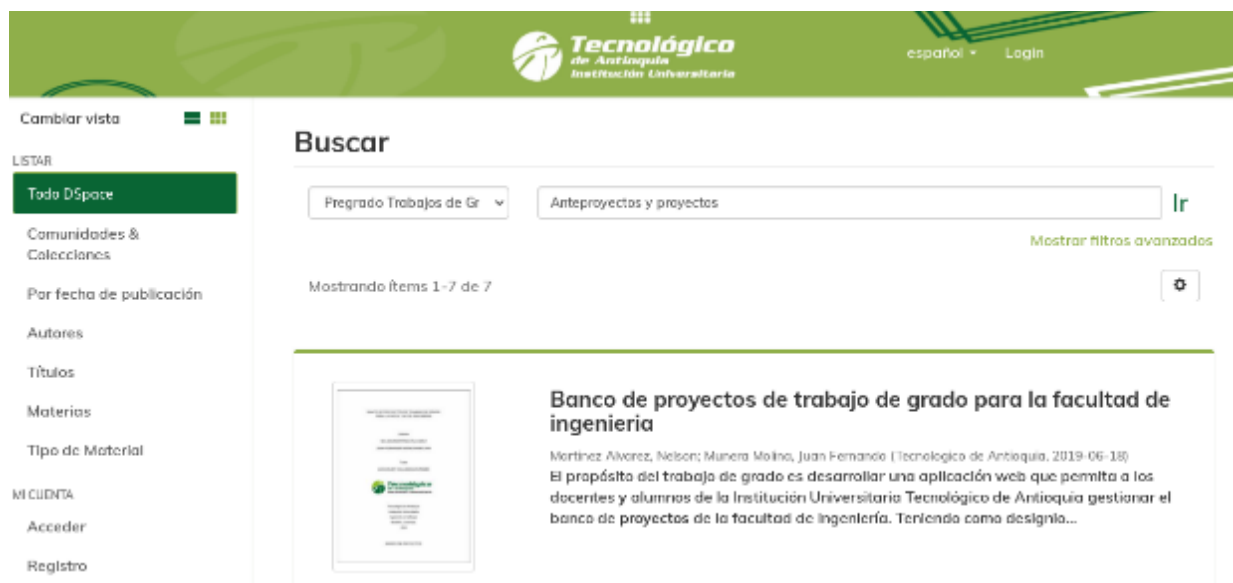 Tecnológico
de Antioquia
Institución Universitaria
español
Login
Cambiar vista
LISTAR
Todo DSpace
Comunidades &
Colecciones
Por fecha de publicación
Autores
Títulos
Materias
Tipo de Material
MI CUENTA
Acceder
Registro
Buscar
Pregrado Trabajos de Gr
Anteproyectos y proyectos
Ir
Mostrar filtros avanzados
Mostrando ítems 1-7 de 7
Banco de proyectos de trabajo de grado para la facultad de
ingenieria
Martinez Alvarez, Nelson; Munera Molina, Juan Fernando (Tecnologico de Antioquia, 2019-06-18)
El propósito del trabajo de grado es desarrollar una aplicación web que permita a los
docentes y alumnos de la Institución Universitaria Tecnológico de Antioquia gestionar el
banco de proyectos de la facultad de ingeniería. Teniendo como designio...